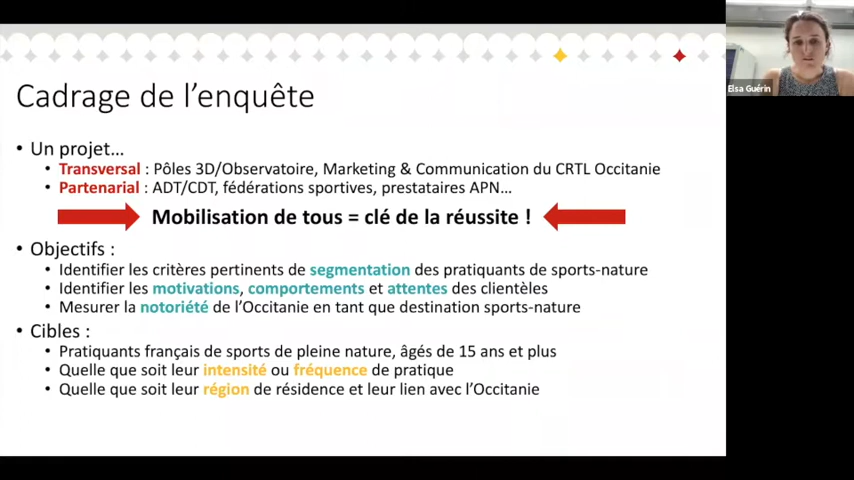 Elsa Guérin
Cadrage de l'enquête
• Un projet…
• Transversal : Pôles 3D/Observatoire, Marketing & Communication du CRTL Occitanie
• Partenarial : ADT/CDT, fédérations sportives, prestataires APN…
Mobilisation de tous = clé de la réussite !
• Objectifs :
• Identifier les critères pertinents de segmentation des pratiquants de sports-nature
• Identifier les motivations, comportements et attentes des clientèles
• Mesurer la notoriété de l'Occitanie en tant que destination sports-nature
• Cibles :
• Pratiquants français de sports de pleine nature, âgés de 15 ans et plus
• Quelle que soit leur intensité ou fréquence de pratique
• Quelle que soit leur région de résidence et leur lien avec l'Occitanie